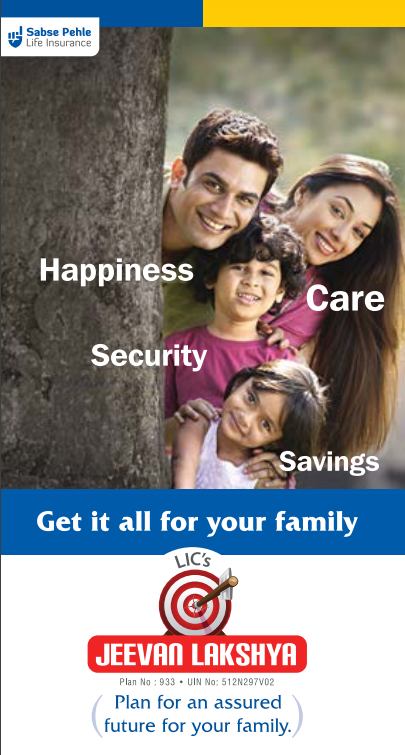 Sabse Pehle
Life Insurance
Happiness
Care
Security
Savings
Get it all for your family
LIC's
JEEVAN LAKSHYA
Plan No : 933 • UIN No: 512N297V02
(Plan for an assured
future for your family.)